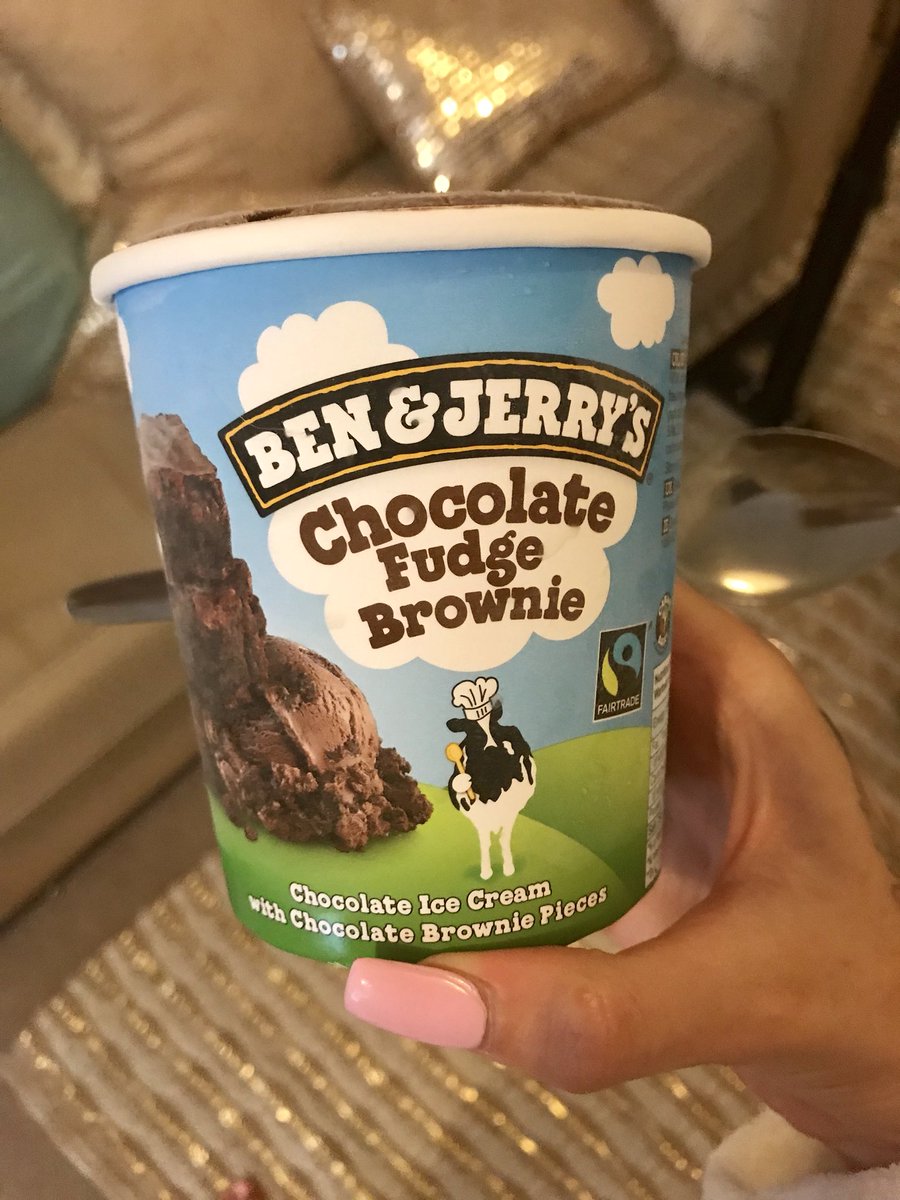 BEN & JERRY'S
Chocolate
Fudge
Brownie
FAIRTRADE
Chocolate Ice Cream
with Chocolate Brownie Pieces